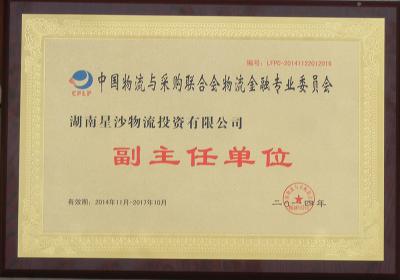 编号：LFPC-20141122012016
CFLP
中国物流与采购联合会物流金融专业委员会
湖南星沙物流投资有限公司
副主任单位
有效期：2014年11月-2017年10月
二〇一四年